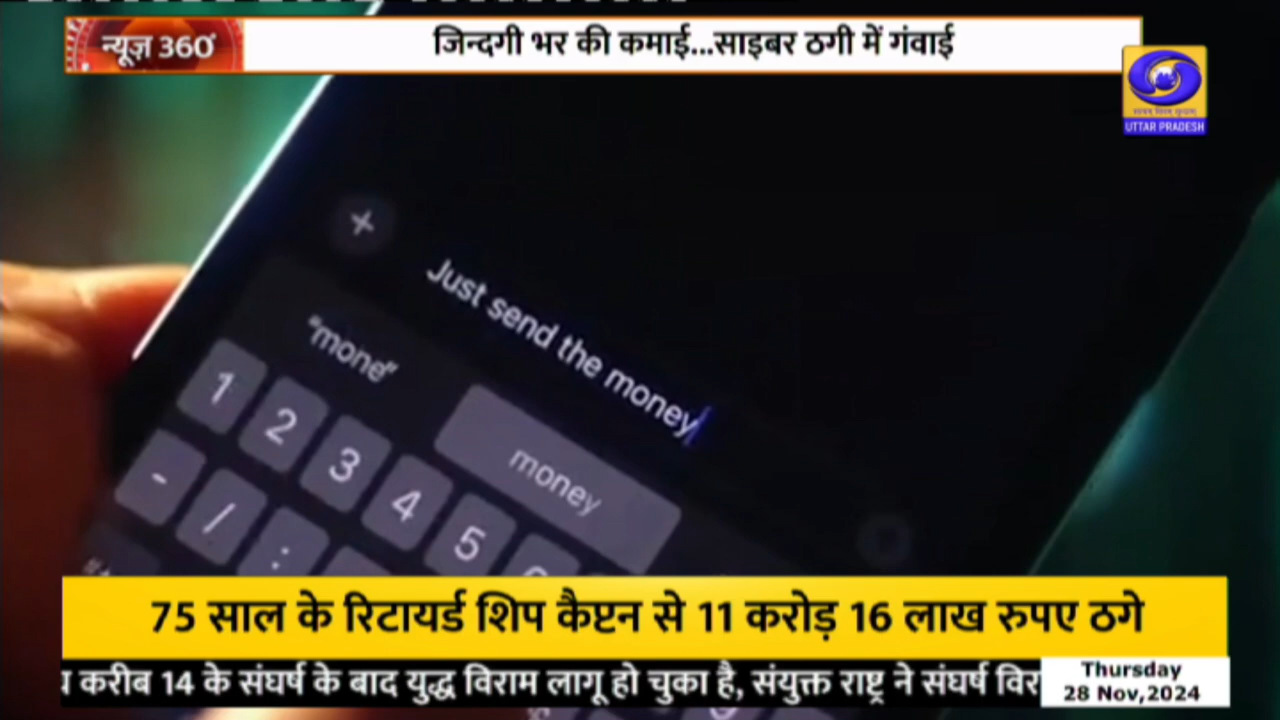 न्यूज़ 360°
जिन्दगी भर की कमाई...साइबर ठगी में गंवाई
UTTAR PRADESH
+
Just send the money
"mone"
money
1 2 3 4 5
- / :
75 साल के रिटायर्ड शिप कैप्टन से 11 करोड़ 16 लाख रुपए ठगे
करीब 14 के संघर्ष के बाद युद्ध विराम लागू हो चुका है, संयुक्त राष्ट्र ने संघर्ष
Thursday
28 Nov,2024